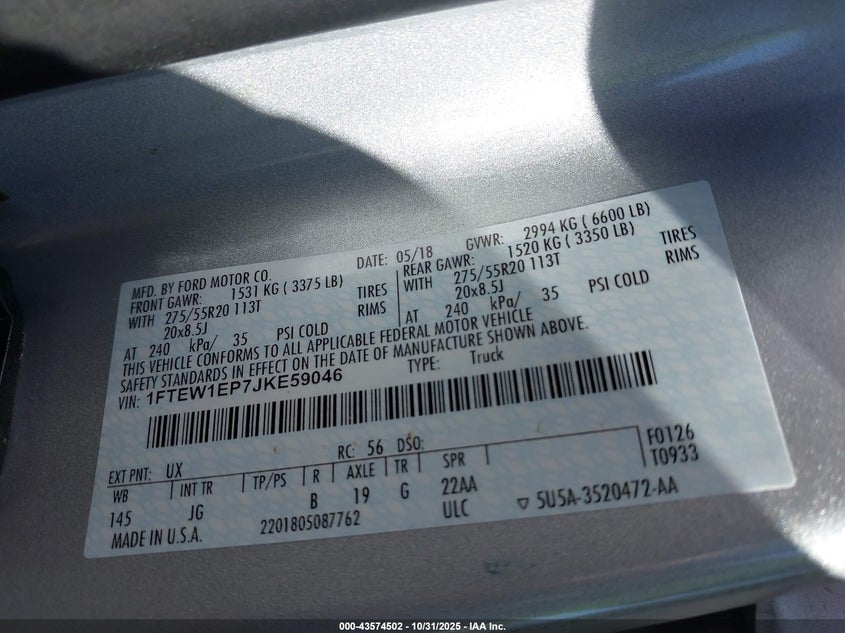 MFD. BY FORD MOTOR CO.
DATE: 05/18 GVWR: 2994 KG ( 6600 LB)
FRONT GAWR: 1531 KG ( 3375 LB) REAR GAWR: 1520 KG ( 3350 LB)
WITH 275/55R20 113T TIRES WITH 275/55R20 113T TIRES
20x8.5J RIMS 20x8.5J RIMS
AT 240 kPa/ 35 PSI COLD AT 240 kPa/ 35 PSI COLD
THIS VEHICLE CONFORMS TO ALL APPLICABLE FEDERAL MOTOR VEHICLE
SAFETY STANDARDS IN EFFECT ON THE DATE OF MANUFACTURE SHOWN ABOVE.
VIN: 1FTEW1EP7JKE59046 TYPE: Truck
EXT PNT: UX RC: 56 DSO: F0126
WB INT TR TP/PS R AXLE TR SPR T0933
145 JG B 19 G 22AA
MADE IN U.S.A. 2201805087762 ULC ▽ 5U5A-3520472-AA
000-43574502 - 10/31/2025 - IAA Inc.